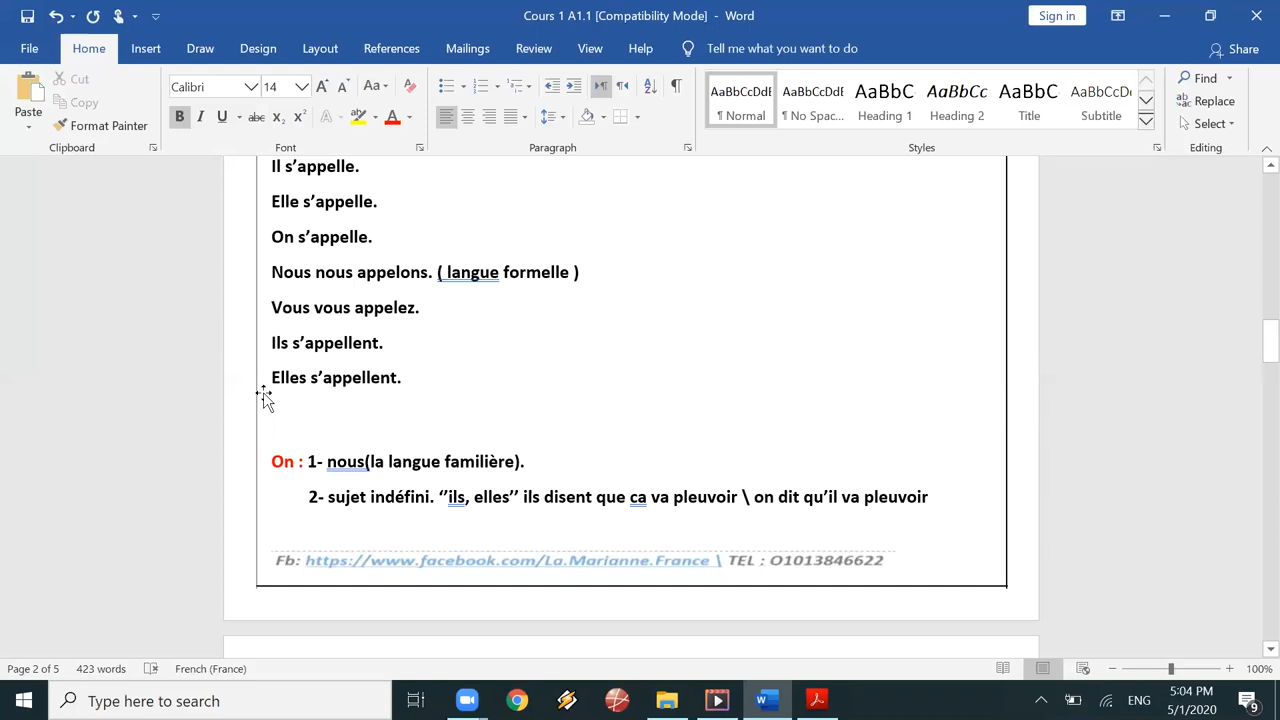 Cours 1 A1.1 [Compatibility Mode] - Word
Sign in
File Home Insert Draw Design Layout References Mailings Review View Help Tell me what you want to do Share
Paste
Cut
Copy
Format Painter
Clipboard
Calibri 14
Font
Paragraph
AaBbCcDdE AaBbCcDdE AaBbC AaBbCc AaBbC AaBbCcD
¶ Normal ¶ No Spac... Heading 1 Heading 2 Title Subtitle
Styles
Find
Replace
Select
Editing
Il s’appelle.
Elle s’appelle.
On s’appelle.
Nous nous appelons. ( langue formelle )
Vous vous appelez.
Ils s’appellent.
Elles s’appellent.
On : 1- nous(la langue familière).
2- sujet indéfini. ‘’ils, elles’’ ils disent que ca va pleuvoir \ on dit qu’il va pleuvoir
Fb: https://www.facebook.com/La.Marianne.France \ TEL : O1013846622
Page 2 of 5 423 words French (France) 100%
Type here to search
ENG
5:04 PM
5/1/2020
9